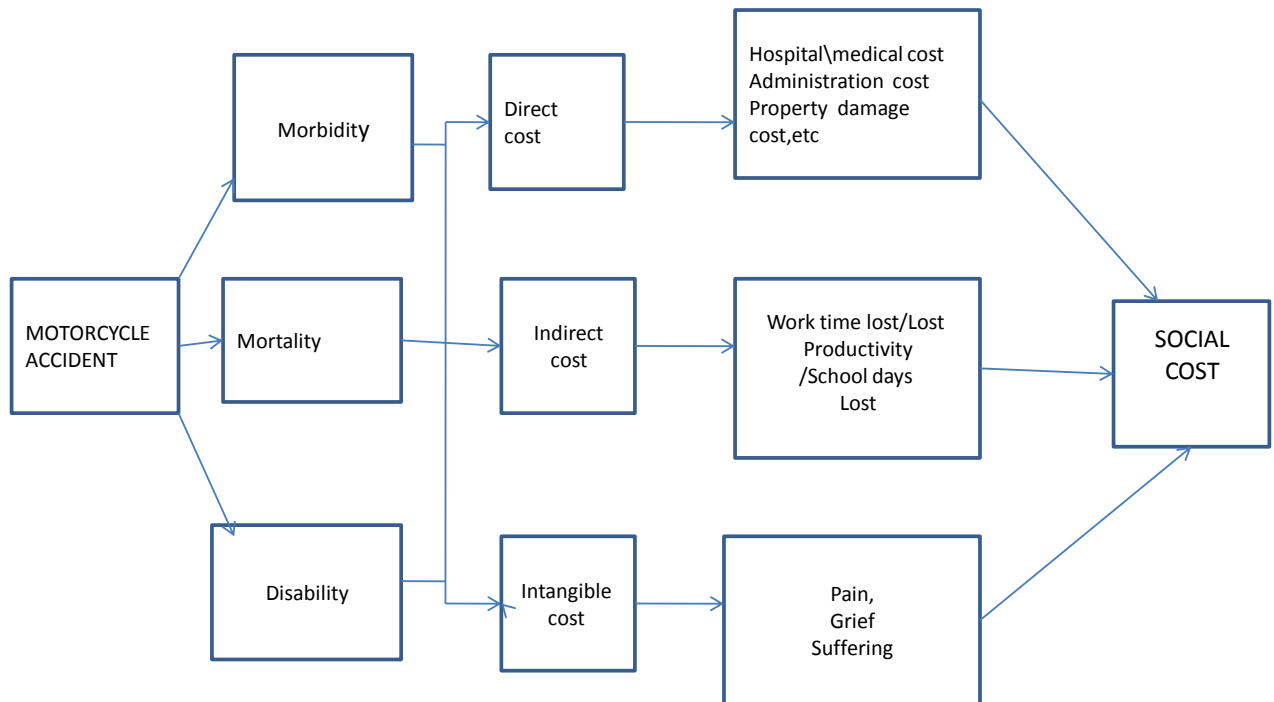 Morbidity
Direct
cost
Hospital\medical cost
Administration cost
Property damage
cost,etc
MOTORCYCLE
ACCIDENT
Mortality
Indirect
cost
Work time lost/Lost
Productivity
/School days
Lost
SOCIAL
COST
Disability
Intangible
cost
Pain,
Grief
Suffering